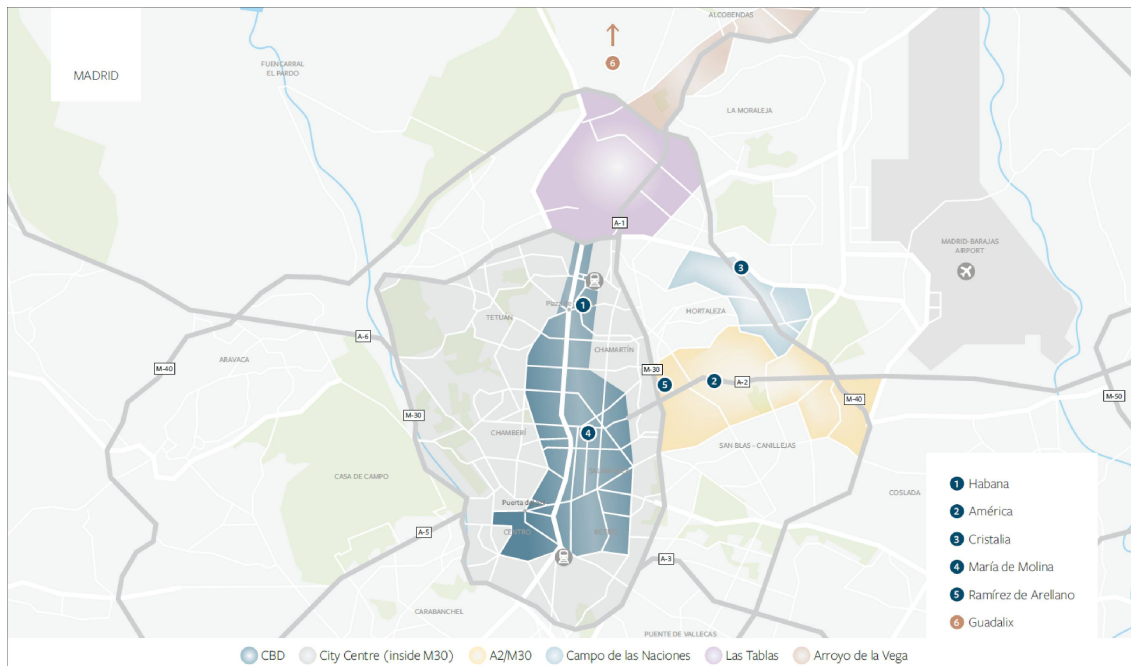 MADRID
ALCOBENDAS
6
FUENCARRAL
EL PARDO
LA MORALEJA
A-1
MADRID-BARAJAS
AIRPORT
3
1
HORTALEZA
TETUÁN
A-6
CHAMARTÍN
ARAVACA
M-40
M-30
5
2
A-2
M-40
M-50
M-30
CHAMBERÍ
4
SAN BLAS - CANILLEJAS
CASA DE CAMPO
COSLADA
Puerta de
A-5
CENTRO
A-3
CARABANCHEL
PUENTE DE VALLECAS
1 Habana
2 América
3 Cristalia
4 María de Molina
5 Ramírez de Arellano
6 Guadalix
CBD
City Centre (inside M30)
A2/M30
Campo de las Naciones
Las Tablas
Arroyo de la Vega